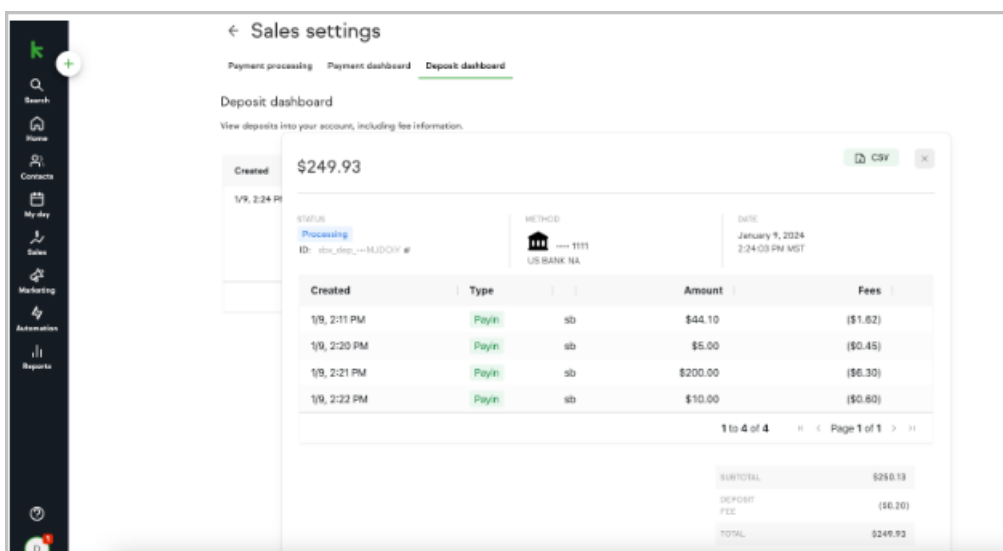 ← Sales settings
Payment processing Payment dashboard Deposit dashboard
Deposit dashboard
View deposits into your account, including fee information.
Search
Home
Contacts
My day
Sales
Marketing
Automation
Reports
Created
1/9, 2:24 PM
$249.93
CSV
STATUS
Processing
METHOD
---- 1111
US BANK NA
DATE
January 9, 2024
2:24:03 PM MST
Created Type Amount Fees
1/9, 2:11 PM Payin sb $44.10 ($1.62)
1/9, 2:20 PM Payin sb $5.00 ($0.45)
1/9, 2:21 PM Payin sb $200.00 ($6.30)
1/9, 2:22 PM Payin sb $10.00 ($0.60)
1 to 4 of 4 Page 1 of 1
SUBTOTAL $250.13
DEPOSIT FEE ($0.20)
TOTAL $249.93